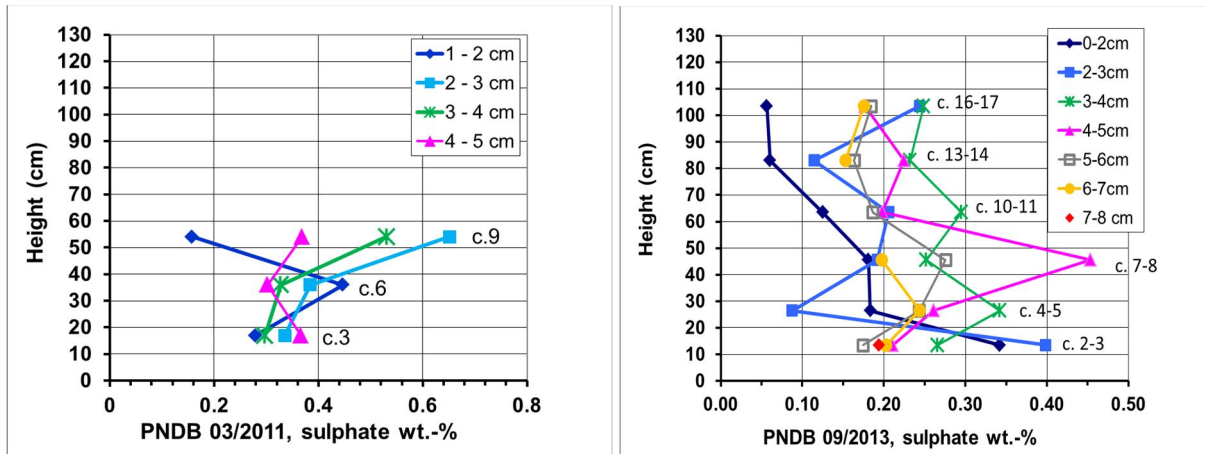 130
120
110
100
90
80
70
60
50
40
30
20
10
0
Height (cm)
1 - 2 cm
2 - 3 cm
3 - 4 cm
4 - 5 cm
c.9
c.6
c.3
0 0.2 0.4 0.6 0.8
PNDB 03/2011, sulphate wt.-%
130
120
110
100
90
80
70
60
50
40
30
20
10
0
Height (cm)
0-2cm
2-3cm
3-4cm
4-5cm
5-6cm
6-7cm
7-8 cm
c. 16-17
c. 13-14
c. 10-11
c. 7-8
c. 4-5
c. 2-3
0.00 0.10 0.20 0.30 0.40 0.50
PNDB 09/2013, sulphate wt.-%